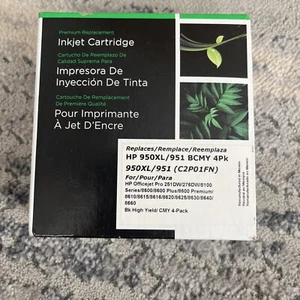 Premium Replacement
Inkjet Cartridge
Cartucho De Reemplazo De
Calidad Suprema Para
Impresora De
Inyección De Tinta
Cartouche De Remplacement
De Première Qualité
Pour Imprimante
À Jet D'Encre
Replaces/Remplace/Reemplaza
HP 950XL/951 BCMY 4Pk
950XL/951 (C2P01FN)
For/Pour/Para
HP Officejet Pro 251DW/276DW/8100
Series/8600/8600 Plus/8600 Premium/
8610/8615/8616/8620/8625/8630/8640/
8660
Bk High Yield/ CMY 4-Pack